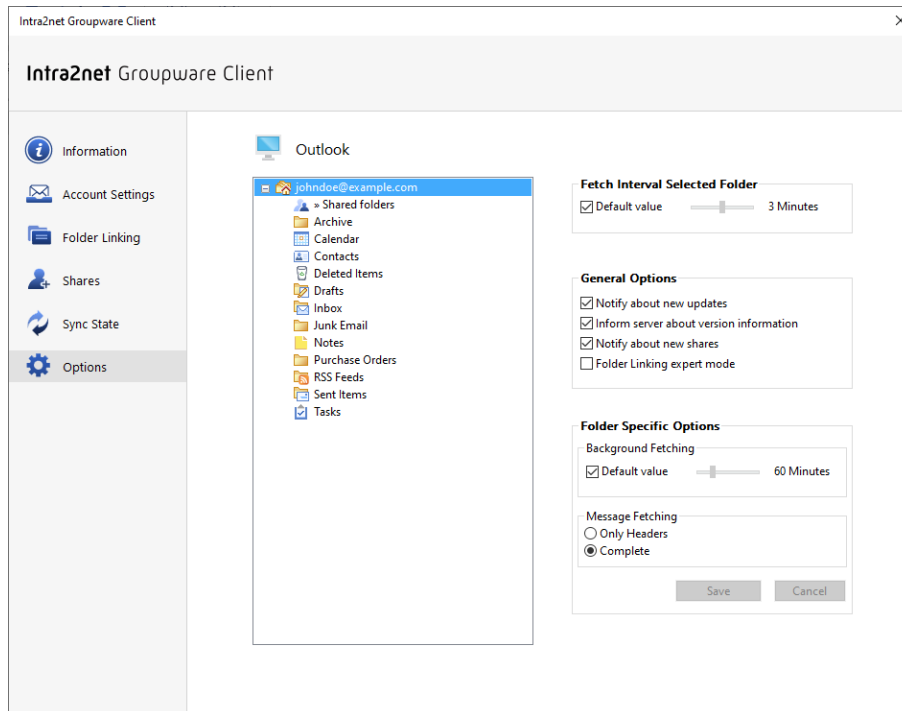 Intra2net Groupware Client
Intra2net Groupware Client
Information
Account Settings
Folder Linking
Shares
Sync State
Options
Outlook
johndoe@example.com
» Shared folders
Archive
Calendar
Contacts
Deleted Items
Drafts
Inbox
Junk Email
Notes
Purchase Orders
RSS Feeds
Sent Items
Tasks
Fetch Interval Selected Folder
Default value 3 Minutes
General Options
Notify about new updates
Inform server about version information
Notify about new shares
Folder Linking expert mode
Folder Specific Options
Background Fetching
Default value 60 Minutes
Message Fetching
Only Headers
Complete
Save Cancel